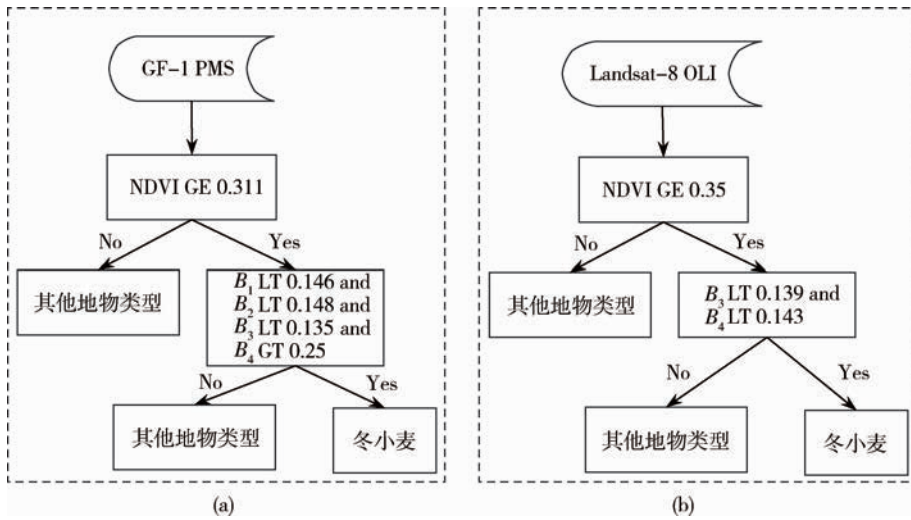 GF-1 PMS
NDVI GE 0.311
No
Yes
其他地物类型
B₁ LT 0.146 and
B₂ LT 0.148 and
B₃ LT 0.135 and
B₄ GT 0.25
No
Yes
其他地物类型
冬小麦
(a)
Landsat-8 OLI
NDVI GE 0.35
No
Yes
其他地物类型
B₃ LT 0.139 and
B₄ LT 0.143
No
Yes
其他地物类型
冬小麦
(b)